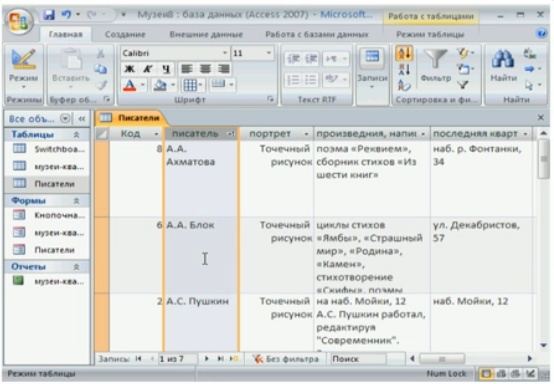 Музей8 : база данных (Access 2007) - Microsoft...
Работа с таблицами
Главная
Создание
Внешние данные
Работа с базами данных
Режим таблицы
Режим
Вставить
Calibri
11
Ж К Ч
Записи
Фильтр
Найти
Режимы
Буфер об...
Шрифт
Текст RTF
Сортировка и фи...
Найти
Все объ...
Таблицы
Switchboa...
музеи-ква...
Писатели
Формы
Кнопочна...
музеи-ква...
Писатели
Отчеты
музеи-ква...
Писатели
Код
писатель
портрет
произведния, напис
последняя кварт
8
А.А.
Ахматова
Точечный
рисунок
поэма «Реквием»,
сборник стихов «Из
шести книг»
наб. р. Фонтанки,
34
6
А.А. Блок
Точечный
рисунок
циклы стихов
«Ямбы», «Страшный
мир», «Родина»,
«Камен»,
стихотворение
«Скифы», поэмы
ул. Декабристов,
57
2
А.С. Пушкин
Точечный
рисунок
на наб. Мойки, 12
А.С. Пушкин работал,
редактируя
"Современник".
наб. Мойки, 12
Записи:
1 из 7
Без фильтра
Поиск
Режим таблицы
Num Lock